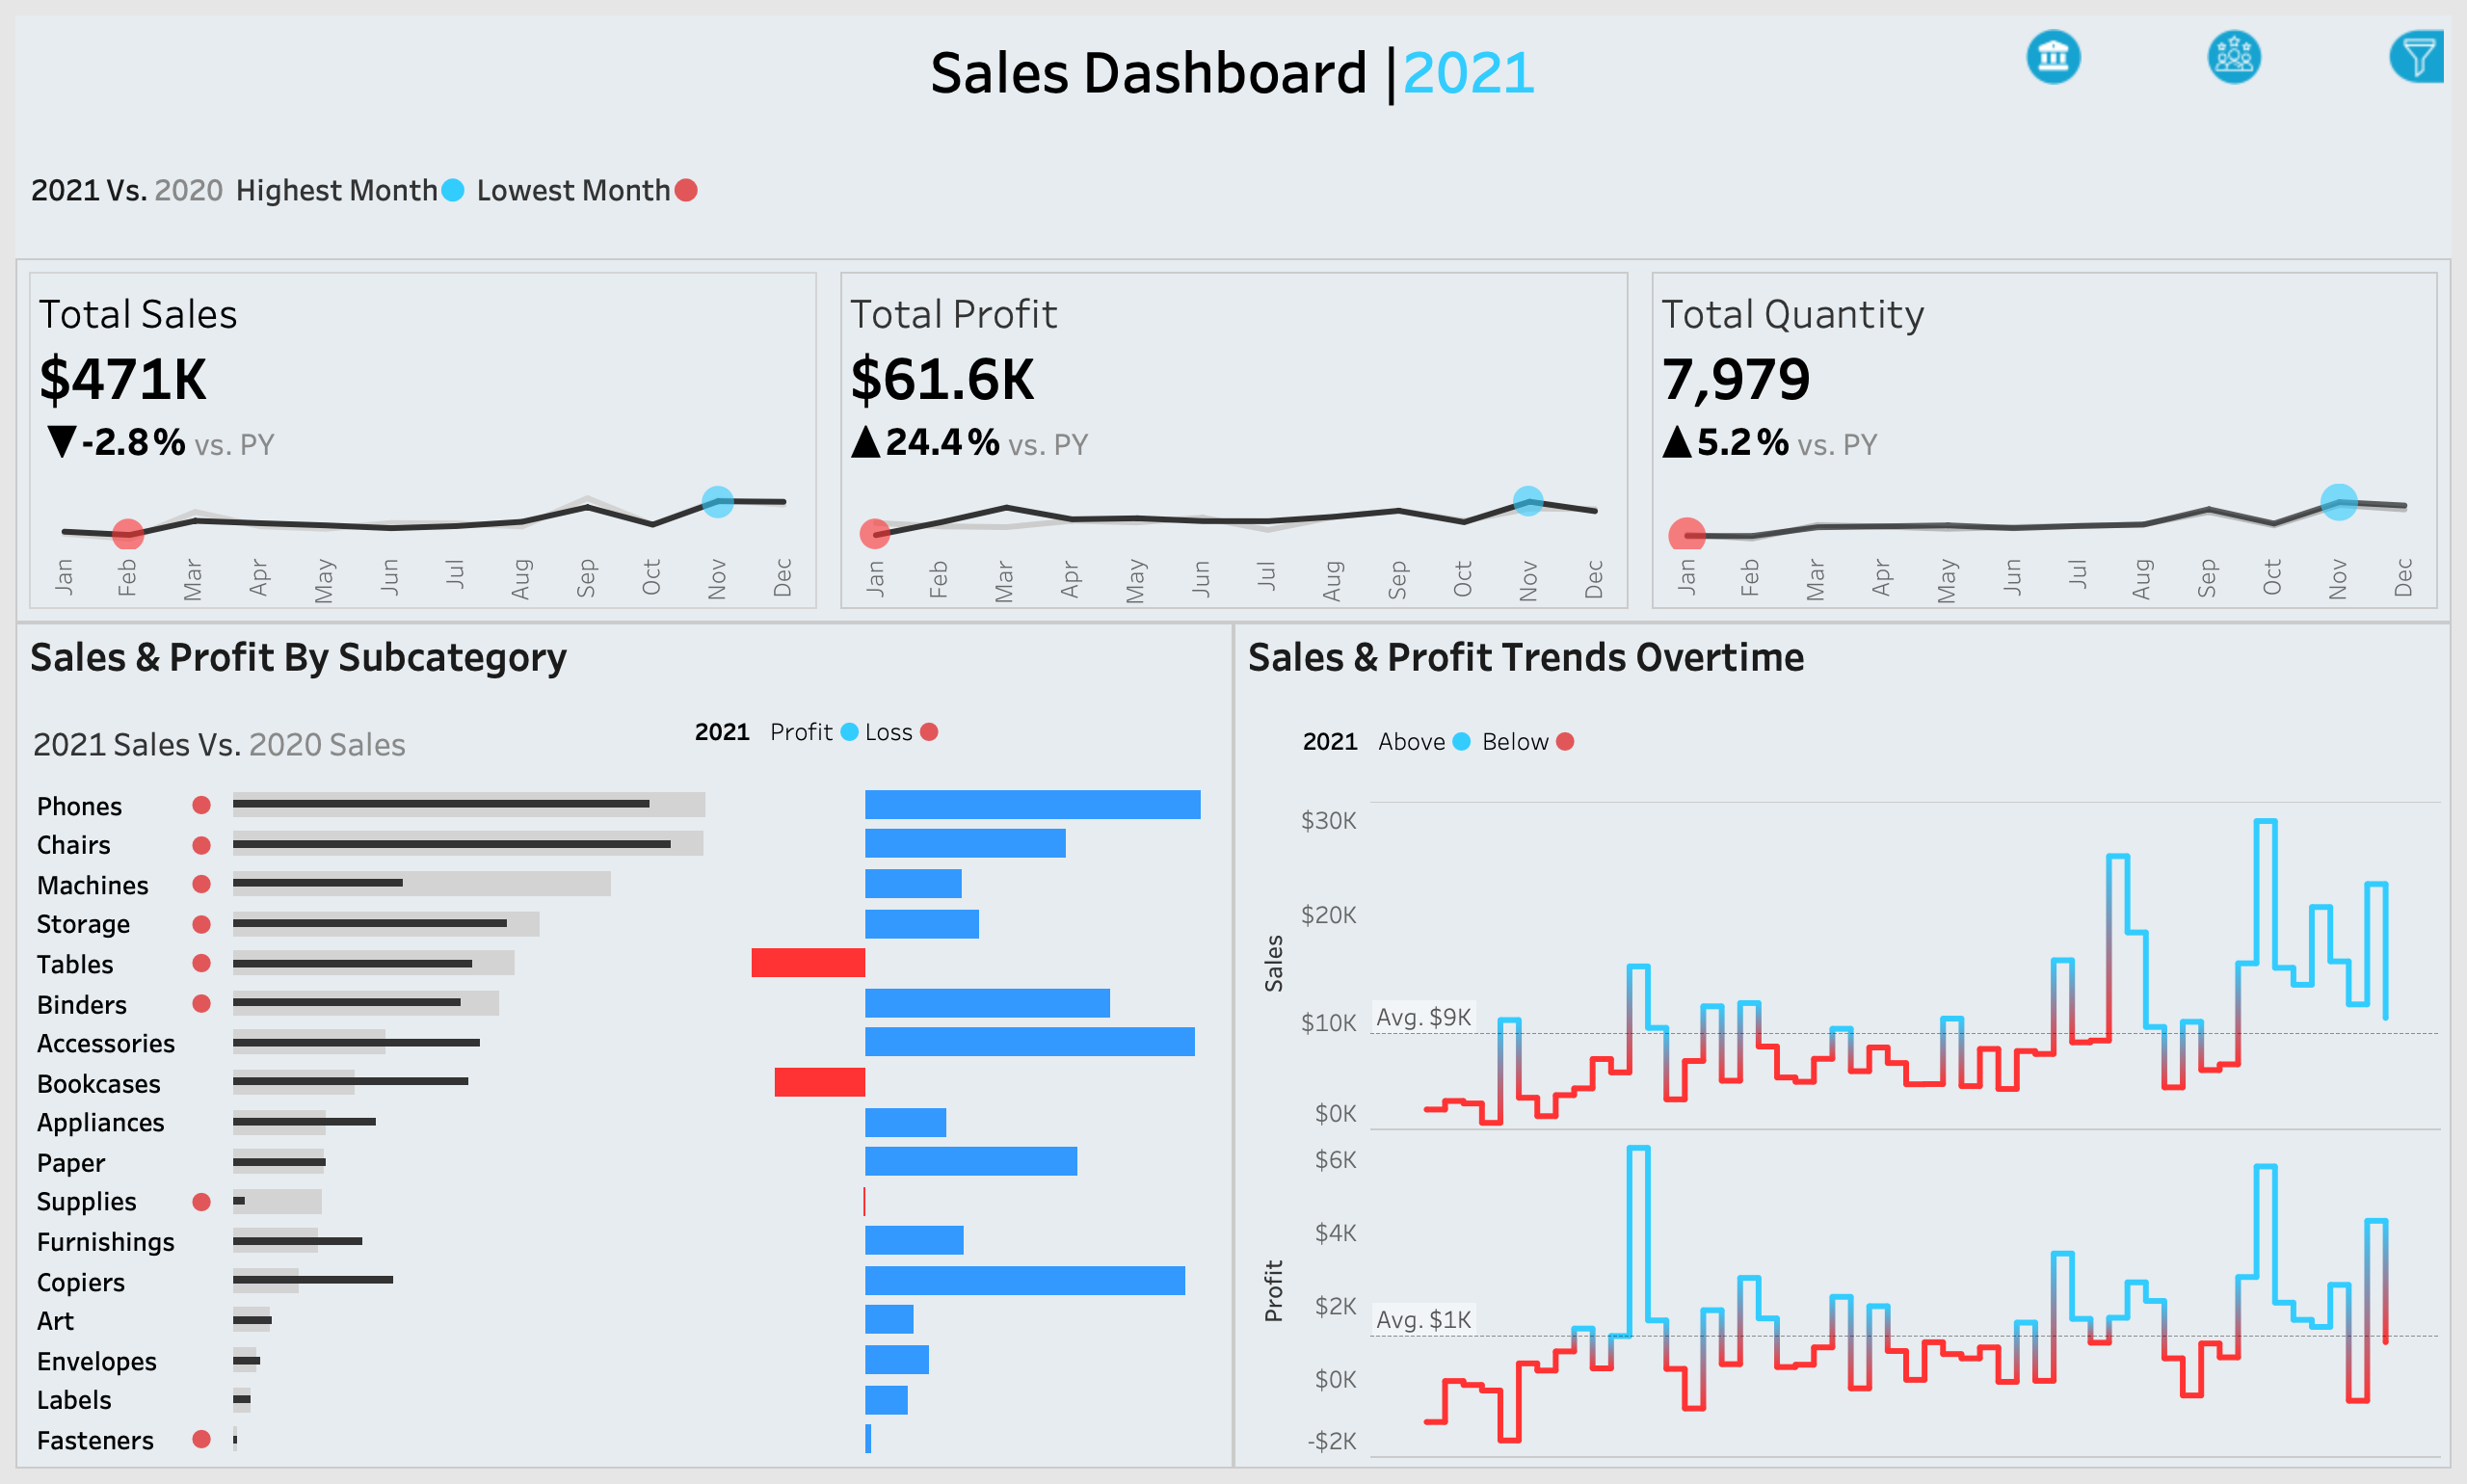 Sales Dashboard |2021
2021 Vs. 2020 Highest Month Lowest Month
Total Sales
$471K
▼-2.8% vs. PY
Jan Feb Mar Apr May Jun Jul Aug Sep Oct Nov Dec
Total Profit
$61.6K
▲24.4% vs. PY
Jan Feb Mar Apr May Jun Jul Aug Sep Oct Nov Dec
Total Quantity
7,979
▲5.2% vs. PY
Jan Feb Mar Apr May Jun Jul Aug Sep Oct Nov Dec
Sales & Profit By Subcategory
2021 Sales Vs. 2020 Sales
2021 Profit Loss
Phones
Chairs
Machines
Storage
Tables
Binders
Accessories
Bookcases
Appliances
Paper
Supplies
Furnishings
Copiers
Art
Envelopes
Labels
Fasteners
Sales & Profit Trends Overtime
2021 Above Below
Sales
$30K
$20K
$10K
$0K
Avg. $9K
Profit
$6K
$4K
$2K
$0K
-$2K
Avg. $1K